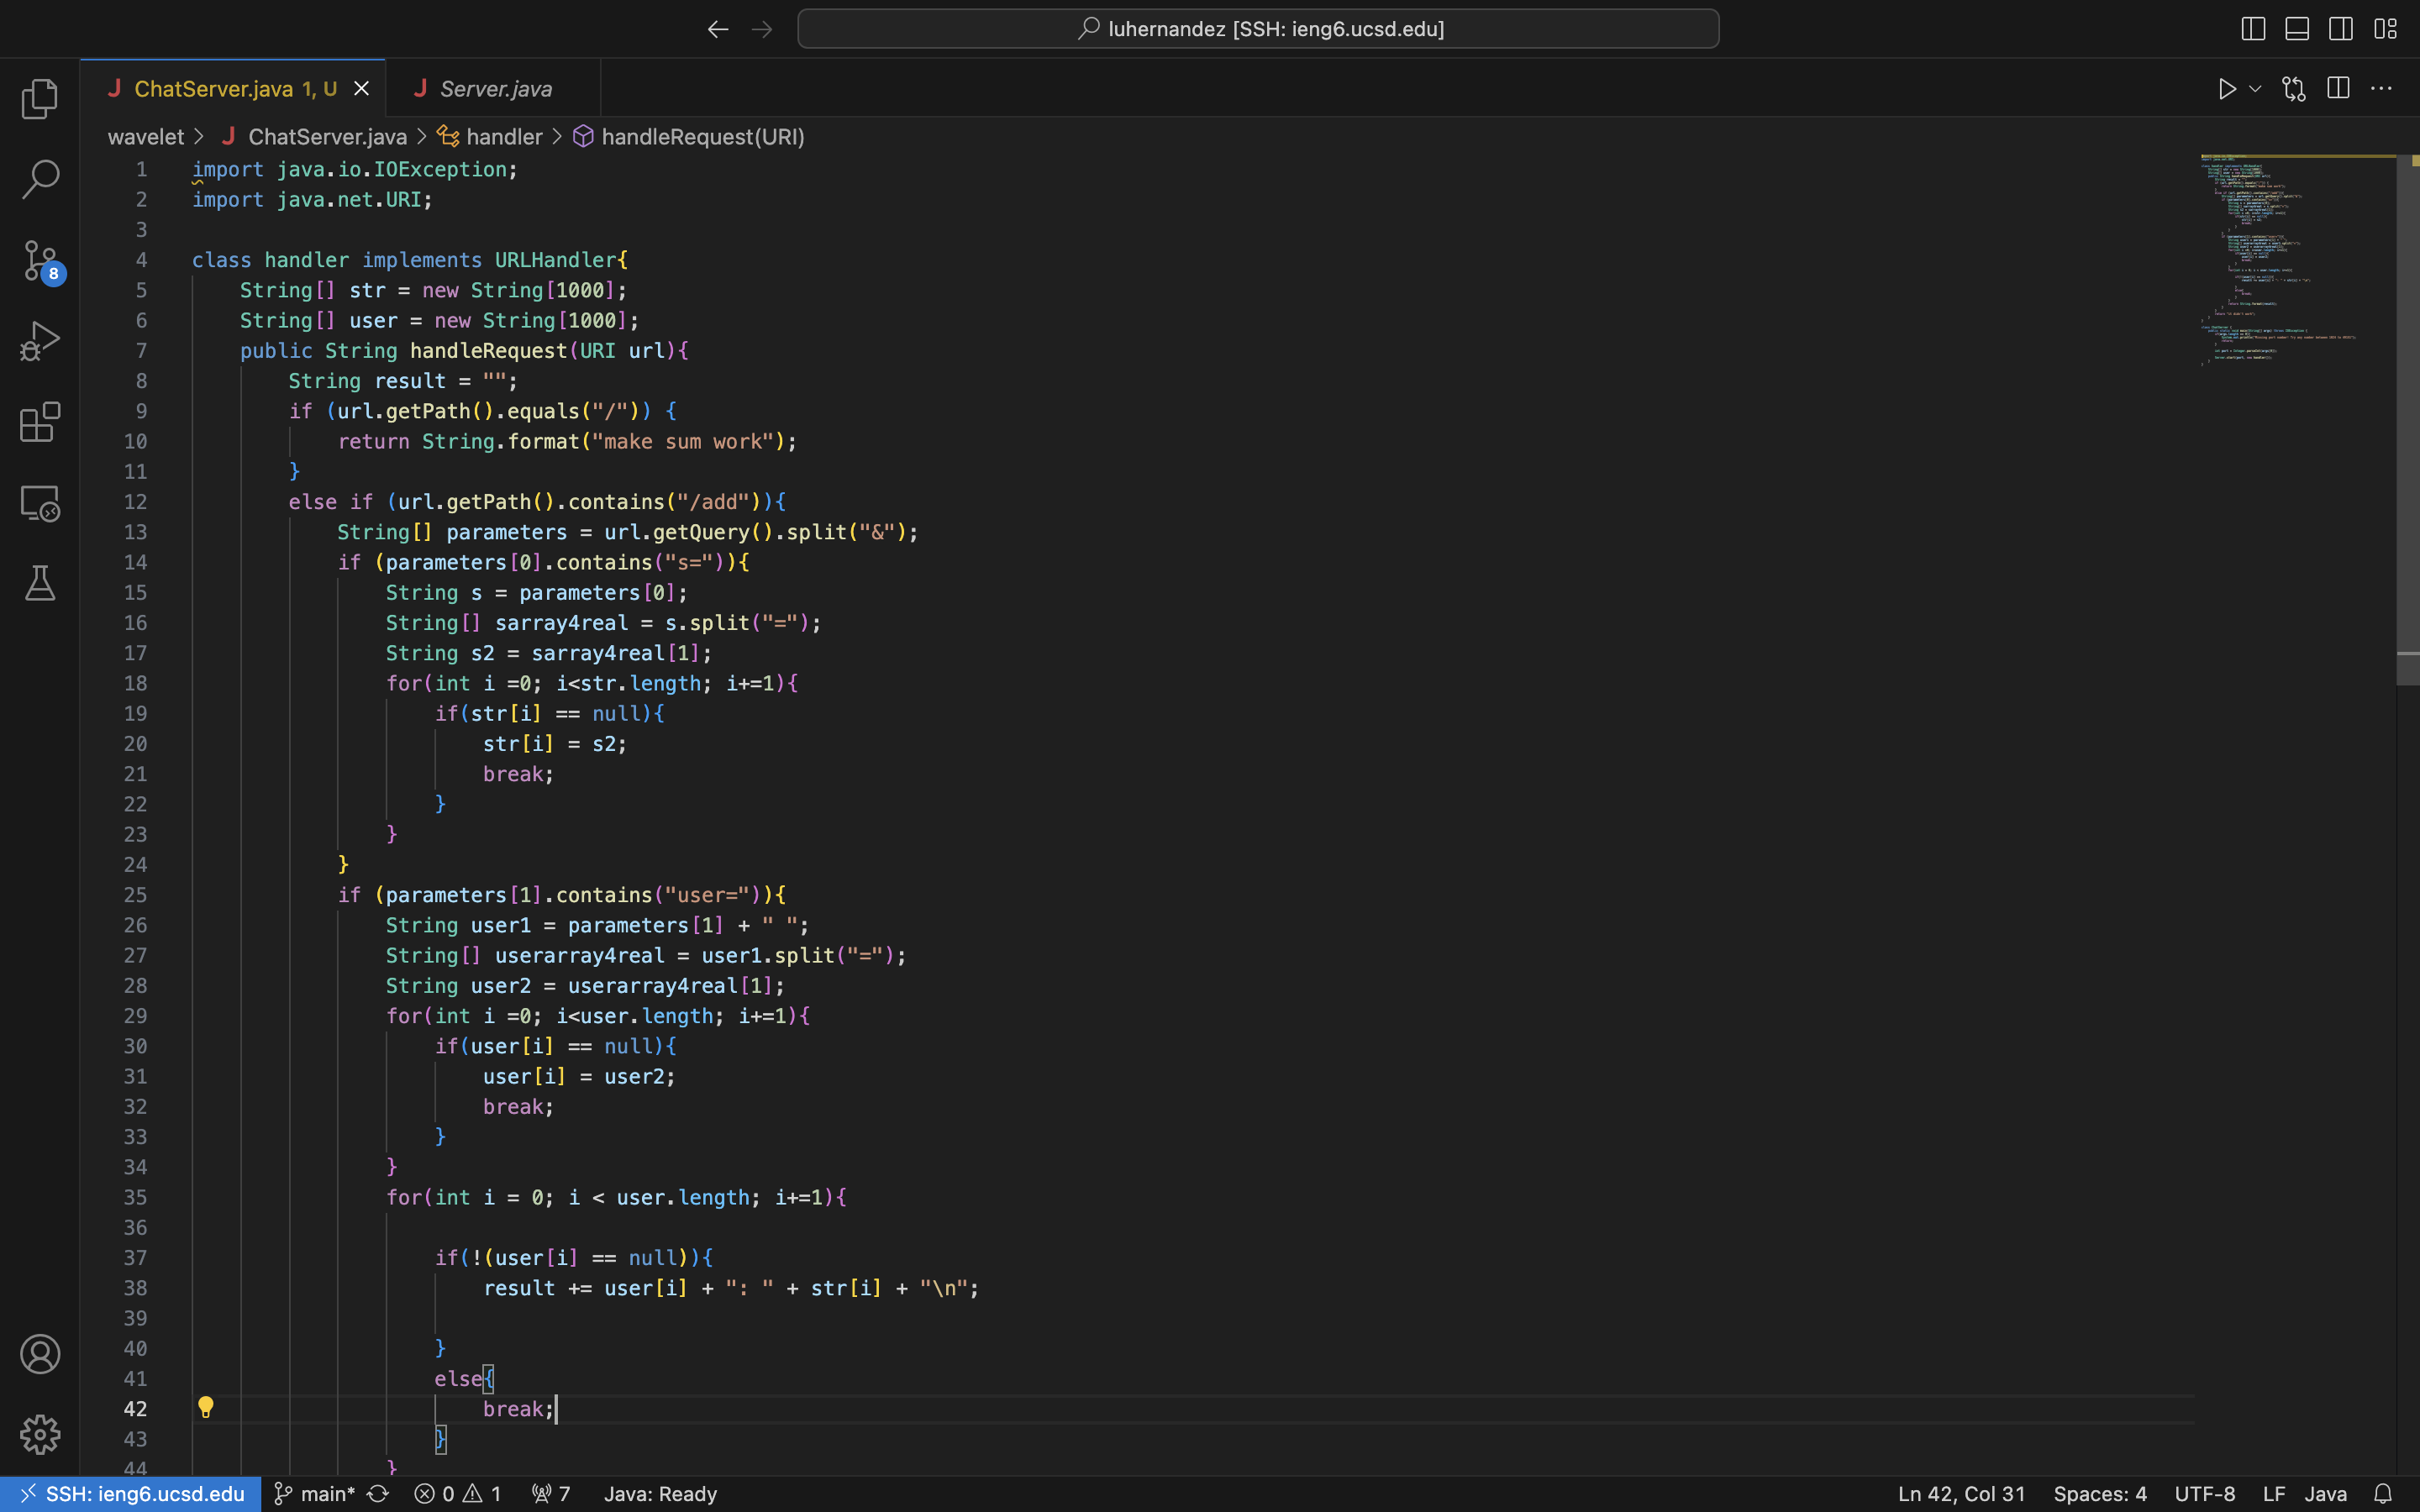 luhernandez [SSH: ieng6.ucsd.edu]
J ChatServer.java 1, U
J Server.java
wavelet > J ChatServer.java > handler > handleRequest(URI)
1 import java.io.IOException;
2 import java.net.URI;
3
4 class handler implements URLHandler{
5     String[] str = new String[1000];
6     String[] user = new String[1000];
7     public String handleRequest(URI url){
8         String result = "";
9         if (url.getPath().equals("/")) {
10             return String.format("make sum work");
11         }
12         else if (url.getPath().contains("/add")){
13             String[] parameters = url.getQuery().split("&");
14             if (parameters[0].contains("s=")){
15                 String s = parameters[0];
16                 String[] sarray4real = s.split("=");
17                 String s2 = sarray4real[1];
18                 for(int i =0; i<str.length; i+=1){
19                     if(str[i] == null){
20                         str[i] = s2;
21                         break;
22                     }
23                 }
24             }
25             if (parameters[1].contains("user=")){
26                 String user1 = parameters[1] + " ";
27                 String[] userarray4real = user1.split("=");
28                 String user2 = userarray4real[1];
29                 for(int i =0; i<user.length; i+=1){
30                     if(user[i] == null){
31                         user[i] = user2;
32                         break;
33                     }
34                 }
35                 for(int i = 0; i < user.length; i+=1){
36
37                     if(!(user[i] == null)){
38                         result += user[i] + ": " + str[i] + "\n";
39
40                     }
41                     else{
42                         break;
43                     }
44                 }
8
SSH: ieng6.ucsd.edu main* 0 1 7 Java: Ready Ln 42, Col 31 Spaces: 4 UTF-8 LF Java